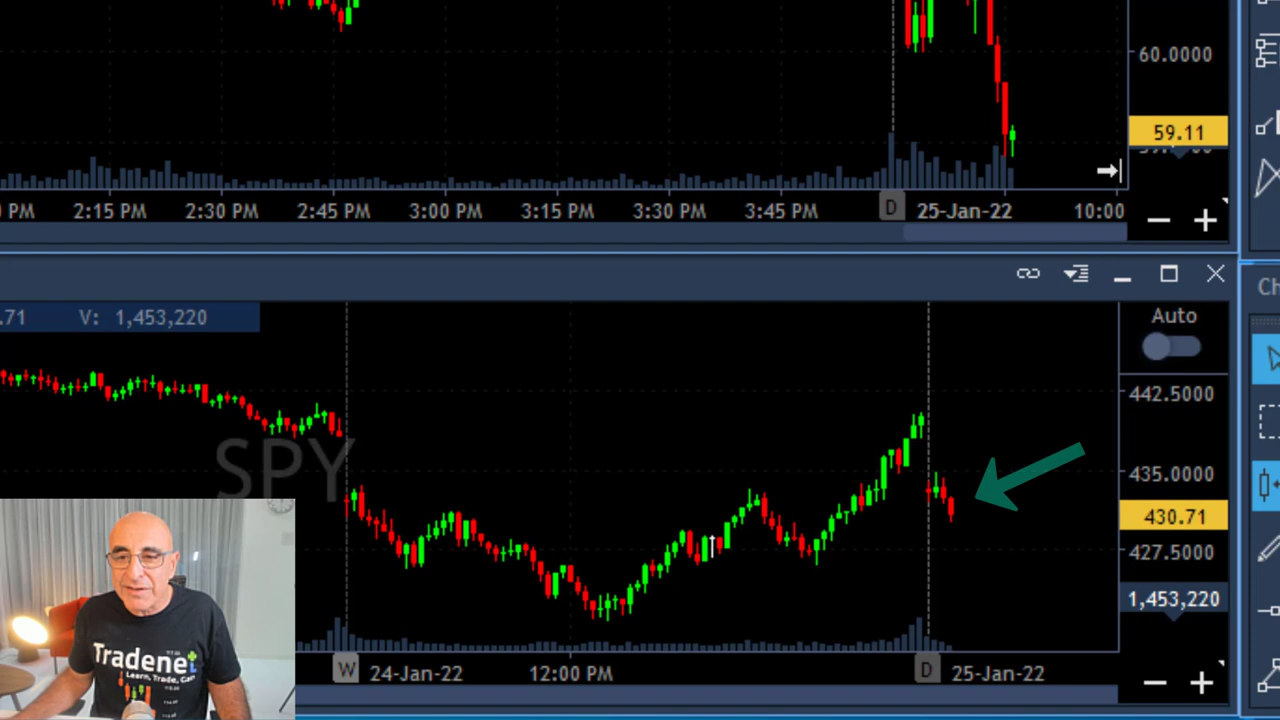 60.0000
59.11
PM 2:15 PM 2:30 PM 2:45 PM 3:00 PM 3:15 PM 3:30 PM 3:45 PM D 25-Jan-22 10:00
.71 V: 1,453,220
Auto
442.5000
SPY
435.0000
430.71
427.5000
1,453,220
W 24-Jan-22 12:00 PM D 25-Jan-22
Tradenet
Learn, Trade,